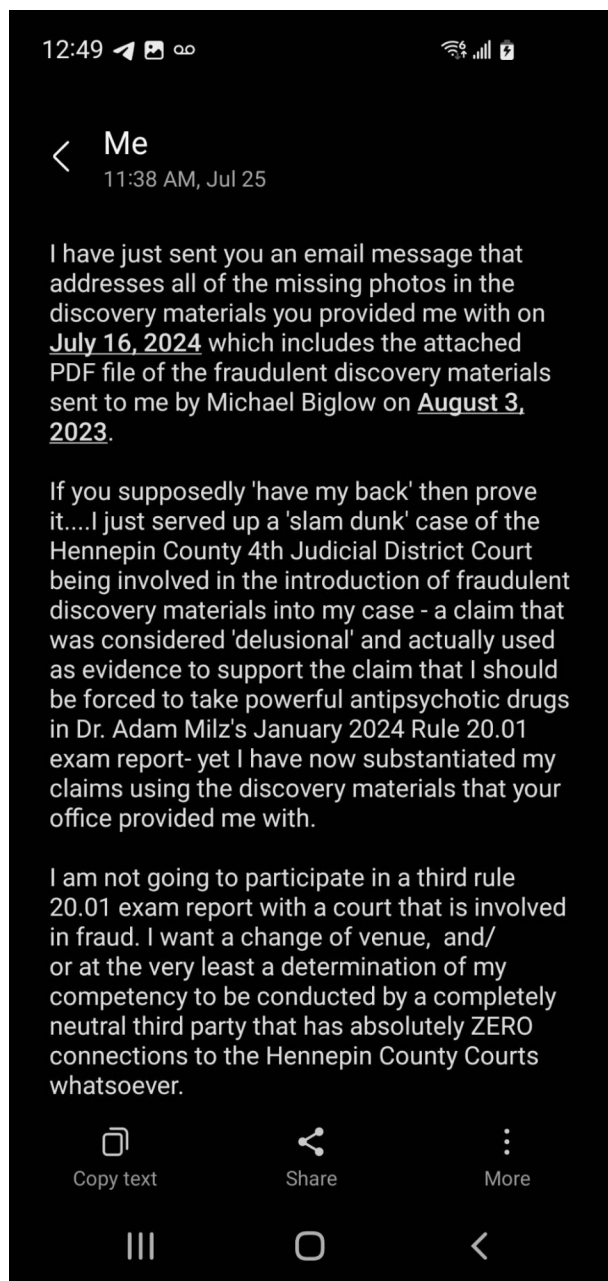 12:49
Me
11:38 AM, Jul 25
I have just sent you an email message that
addresses all of the missing photos in the
discovery materials you provided me with on
July 16, 2024 which includes the attached
PDF file of the fraudulent discovery materials
sent to me by Michael Biglow on August 3,
2023.
If you supposedly 'have my back' then prove
it....I just served up a 'slam dunk' case of the
Hennepin County 4th Judicial District Court
being involved in the introduction of fraudulent
discovery materials into my case - a claim that
was considered 'delusional' and actually used
as evidence to support the claim that I should
be forced to take powerful antipsychotic drugs
in Dr. Adam Milz's January 2024 Rule 20.01
exam report- yet I have now substantiated my
claims using the discovery materials that your
office provided me with.
I am not going to participate in a third rule
20.01 exam report with a court that is involved
in fraud. I want a change of venue,  and/
or at the very least a determination of my
competency to be conducted by a completely
neutral third party that has absolutely ZERO
connections to the Hennepin County Courts
whatsoever.
Copy text
Share
More